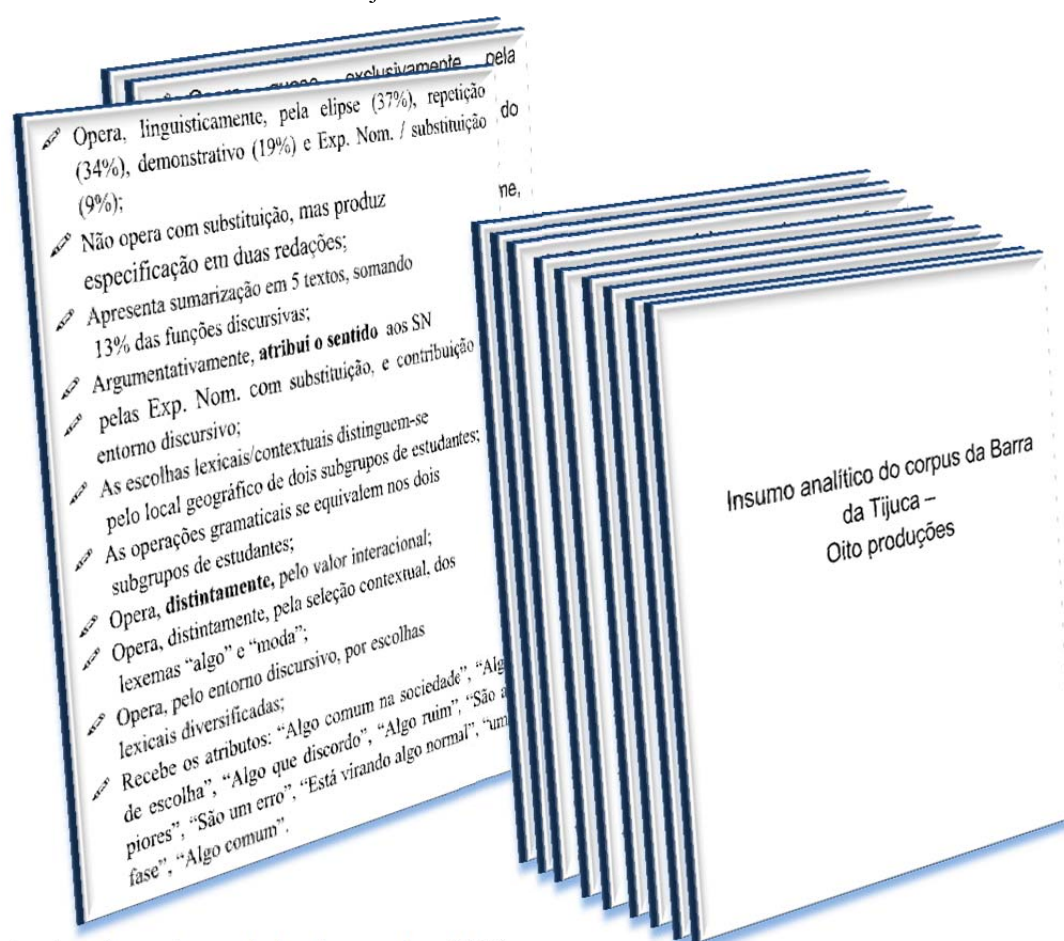 exclusivamente pela
do
Opera, linguisticamente, pela elipse (37%), repetição
(34%), demonstrativo (19%) e Exp. Nom. / substituição
(9%);
Não opera com substituição, mas produz
especificação em duas redações;
Apresenta sumarização em 5 textos, somando
13% das funções discursivas;
Argumentativamente, atribui o sentido aos SN
pelas Exp. Nom. com substituição, e contribuição
entorno discursivo;
As escolhas lexicais/contextuais distinguem-se
pelo local geográfico de dois subgrupos de estudantes;
As operações gramaticais se equivalem nos dois
subgrupos de estudantes;
Opera, distintamente, pelo valor interacional;
Opera, distintamente, pela seleção contextual, dos
lexemas “algo” e “moda”;
Opera, pelo entorno discursivo, por escolhas
lexicais diversificadas;
Recebe os atributos: “Algo comum na sociedade”, “Alg
de escolha”, “Algo que discordo”, “Algo ruim”, “São a
piores”, “São um erro”, “Está virando algo normal”, “um
fase”, “Algo comum”.
Insumo analítico do corpus da Barra
da Tijuca –
Oito produções